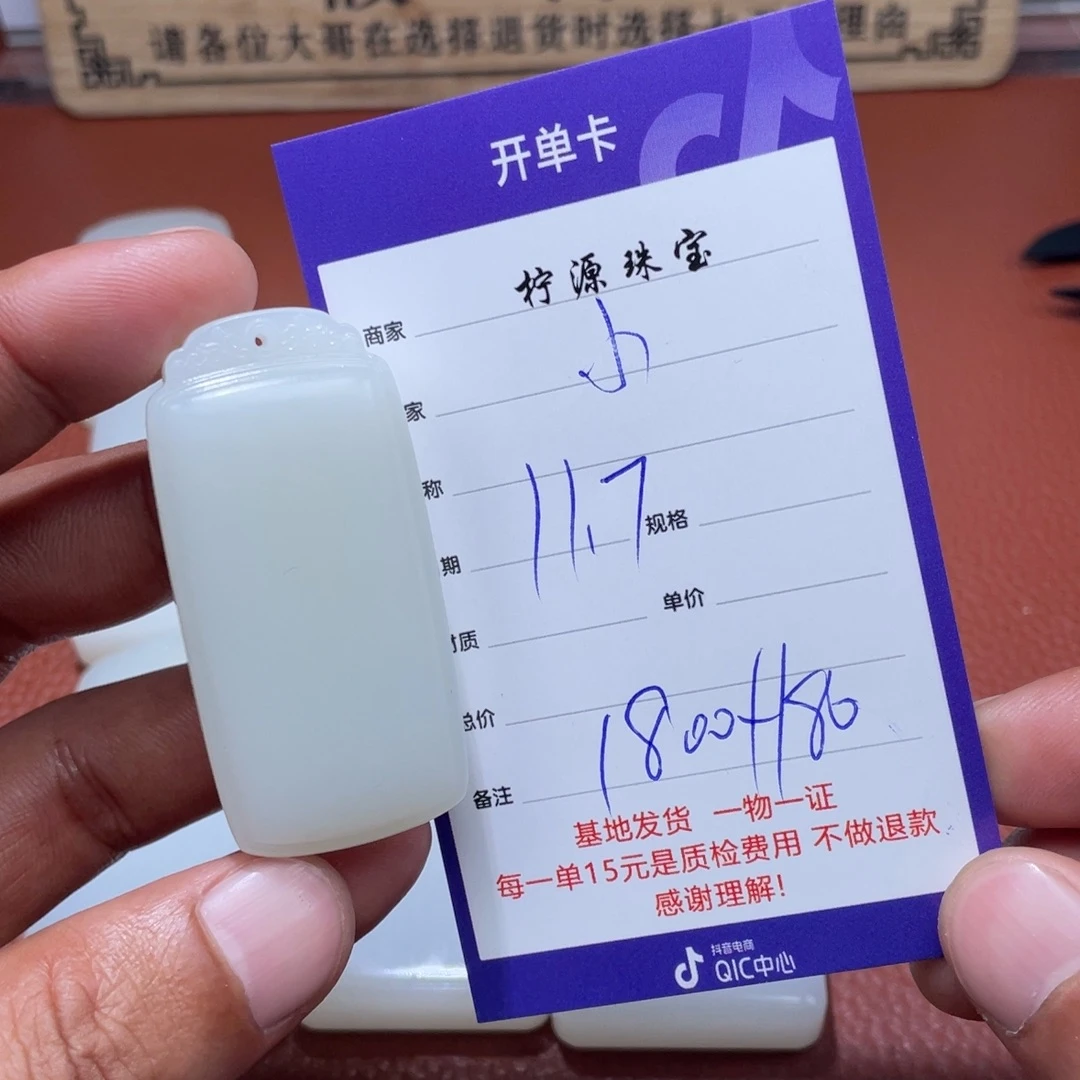 请各位大哥在选择退货时选择
理由
开单卡
柠源珠宝
商家
小
家
称
11.7
规格
期
单价
材质
总价
1800+180
备注
基地发货 一物一证
每一单15元是质检费用 不做退款
感谢理解!
抖音电商
QIC中心